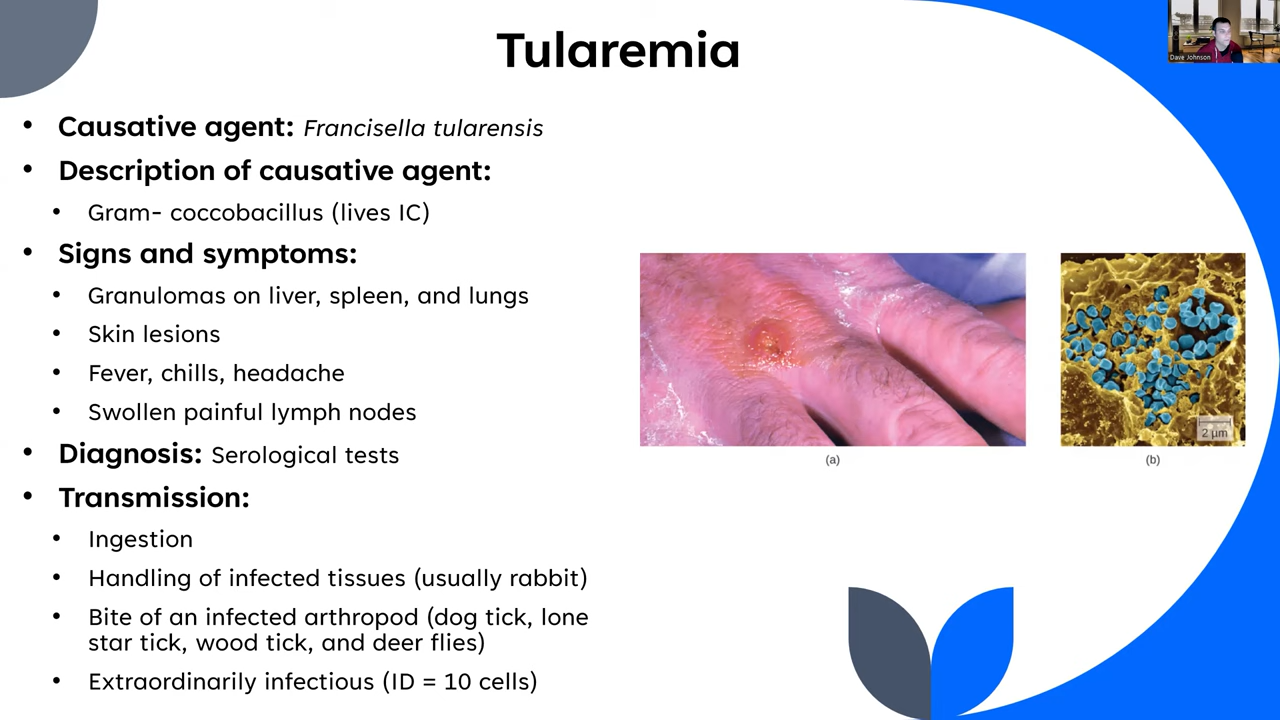 Tularemia
Dave Johnson
• Causative agent: Francisella tularensis
• Description of causative agent:
• Gram- coccobacillus (lives IC)
• Signs and symptoms:
• Granulomas on liver, spleen, and lungs
• Skin lesions
• Fever, chills, headache
• Swollen painful lymph nodes
• Diagnosis: Serological tests
• Transmission:
• Ingestion
• Handling of infected tissues (usually rabbit)
• Bite of an infected arthropod (dog tick, lone
star tick, wood tick, and deer flies)
• Extraordinarily infectious (ID = 10 cells)
2 μm
(a)
(b)